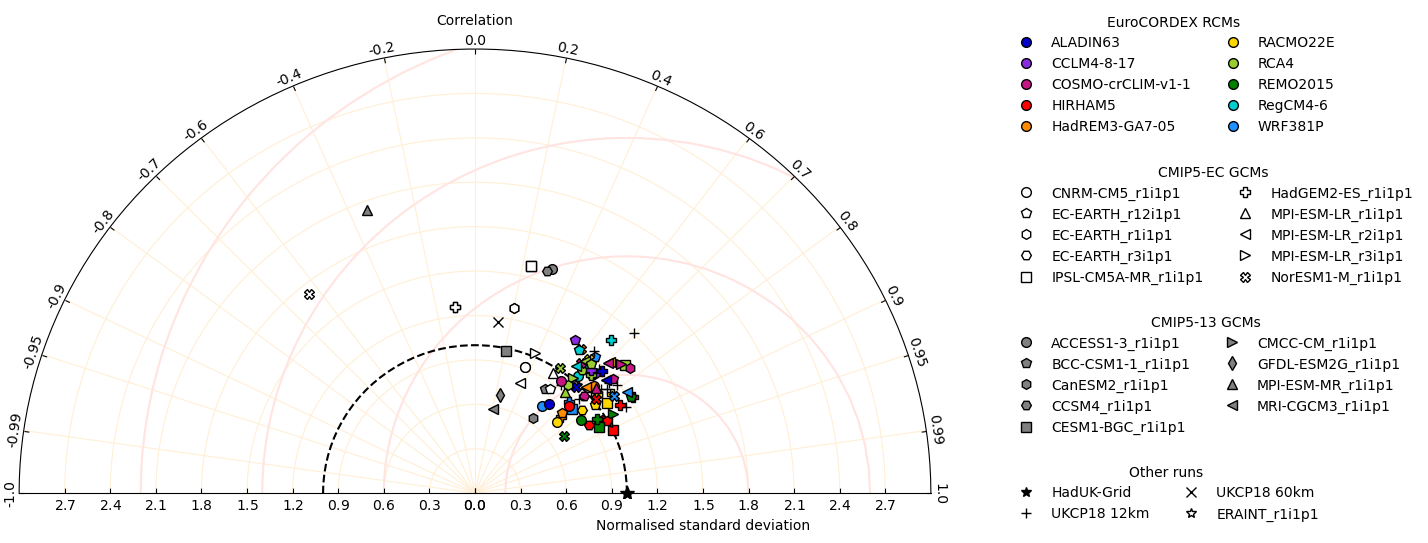 Correlation
0.0
-0.2
0.2
-0.4
0.4
-0.6
0.6
-0.7
0.7
-0.8
0.8
-0.9
0.9
-0.95
0.95
-0.99
0.99
-1.0
1.0
2.7 2.4 2.1 1.8 1.5 1.2 0.9 0.6 0.3 0.0 0.3 0.6 0.9 1.2 1.5 1.8 2.1 2.4 2.7
Normalised standard deviation
EuroCORDEX RCMs
ALADIN63 RACMO22E
CCLM4-8-17 RCA4
COSMO-crCLIM-v1-1 REMO2015
HIRHAM5 RegCM4-6
HadREM3-GA7-05 WRF381P
CMIP5-EC GCMs
CNRM-CM5_r1i1p1 HadGEM2-ES_r1i1p1
EC-EARTH_r12i1p1 MPI-ESM-LR_r1i1p1
EC-EARTH_r1i1p1 MPI-ESM-LR_r2i1p1
EC-EARTH_r3i1p1 MPI-ESM-LR_r3i1p1
IPSL-CM5A-MR_r1i1p1 NorESM1-M_r1i1p1
CMIP5-13 GCMs
ACCESS1-3_r1i1p1 CMCC-CM_r1i1p1
BCC-CSM1-1_r1i1p1 GFDL-ESM2G_r1i1p1
CanESM2_r1i1p1 MPI-ESM-MR_r1i1p1
CCSM4_r1i1p1 MRI-CGCM3_r1i1p1
CESM1-BGC_r1i1p1
Other runs
HadUK-Grid UKCP18 60km
UKCP18 12km ERAINT_r1i1p1